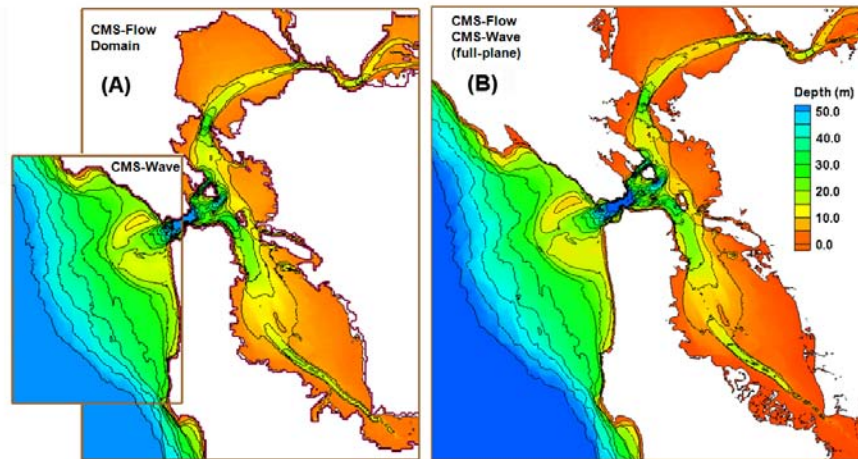 CMS-Flow
Domain
(A)
CMS-Wave
CMS-Flow
CMS-Wave
(full-plane)
(B)
Depth (m)
50.0
40.0
30.0
20.0
10.0
0.0